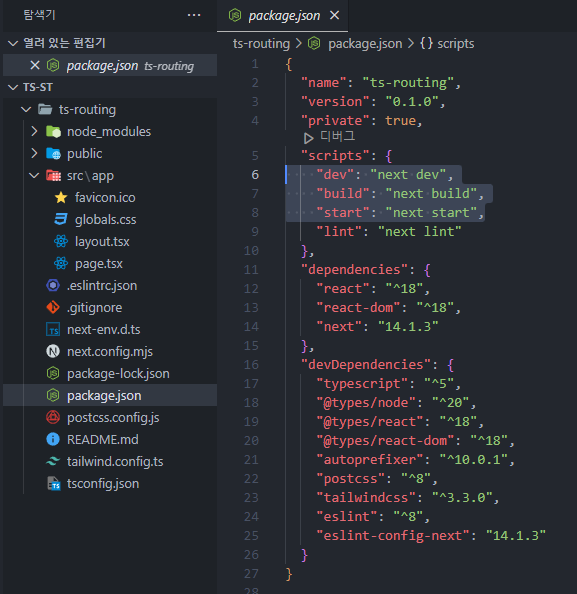 탐색기
···
열려 있는 편집기
package.json ts-routing
TS-ST
ts-routing
node_modules
public
src\app
favicon.ico
globals.css
layout.tsx
page.tsx
.eslintrc.json
.gitignore
next-env.d.ts
next.config.mjs
package-lock.json
package.json
postcss.config.js
README.md
tailwind.config.ts
tsconfig.json
package.json
ts-routing > package.json > {} scripts
1 {
2 "name": "ts-routing",
3 "version": "0.1.0",
4 "private": true,
디버그
5 "scripts": {
6 "dev": "next dev",
7 "build": "next build",
8 "start": "next start",
9 "lint": "next lint"
10 },
11 "dependencies": {
12 "react": "^18",
13 "react-dom": "^18",
14 "next": "14.1.3"
15 },
16 "devDependencies": {
17 "typescript": "^5",
18 "@types/node": "^20",
19 "@types/react": "^18",
20 "@types/react-dom": "^18",
21 "autoprefixer": "^10.0.1",
22 "postcss": "^8",
23 "tailwindcss": "^3.3.0",
24 "eslint": "^8",
25 "eslint-config-next": "14.1.3"
26 }
27 }